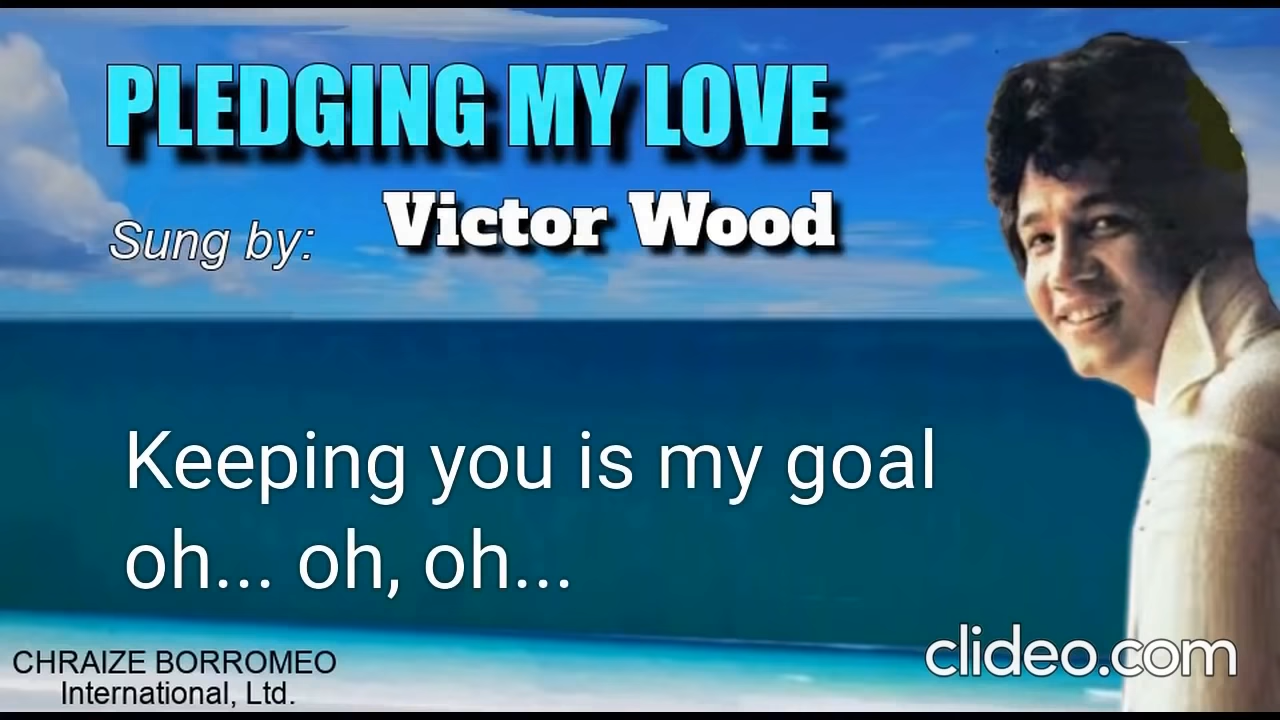 PLEDGING MY LOVE
Sung by: Victor Wood
Keeping you is my goal
oh... oh, oh...
CHRAIZE BORROMEO
International, Ltd.
clideo.com